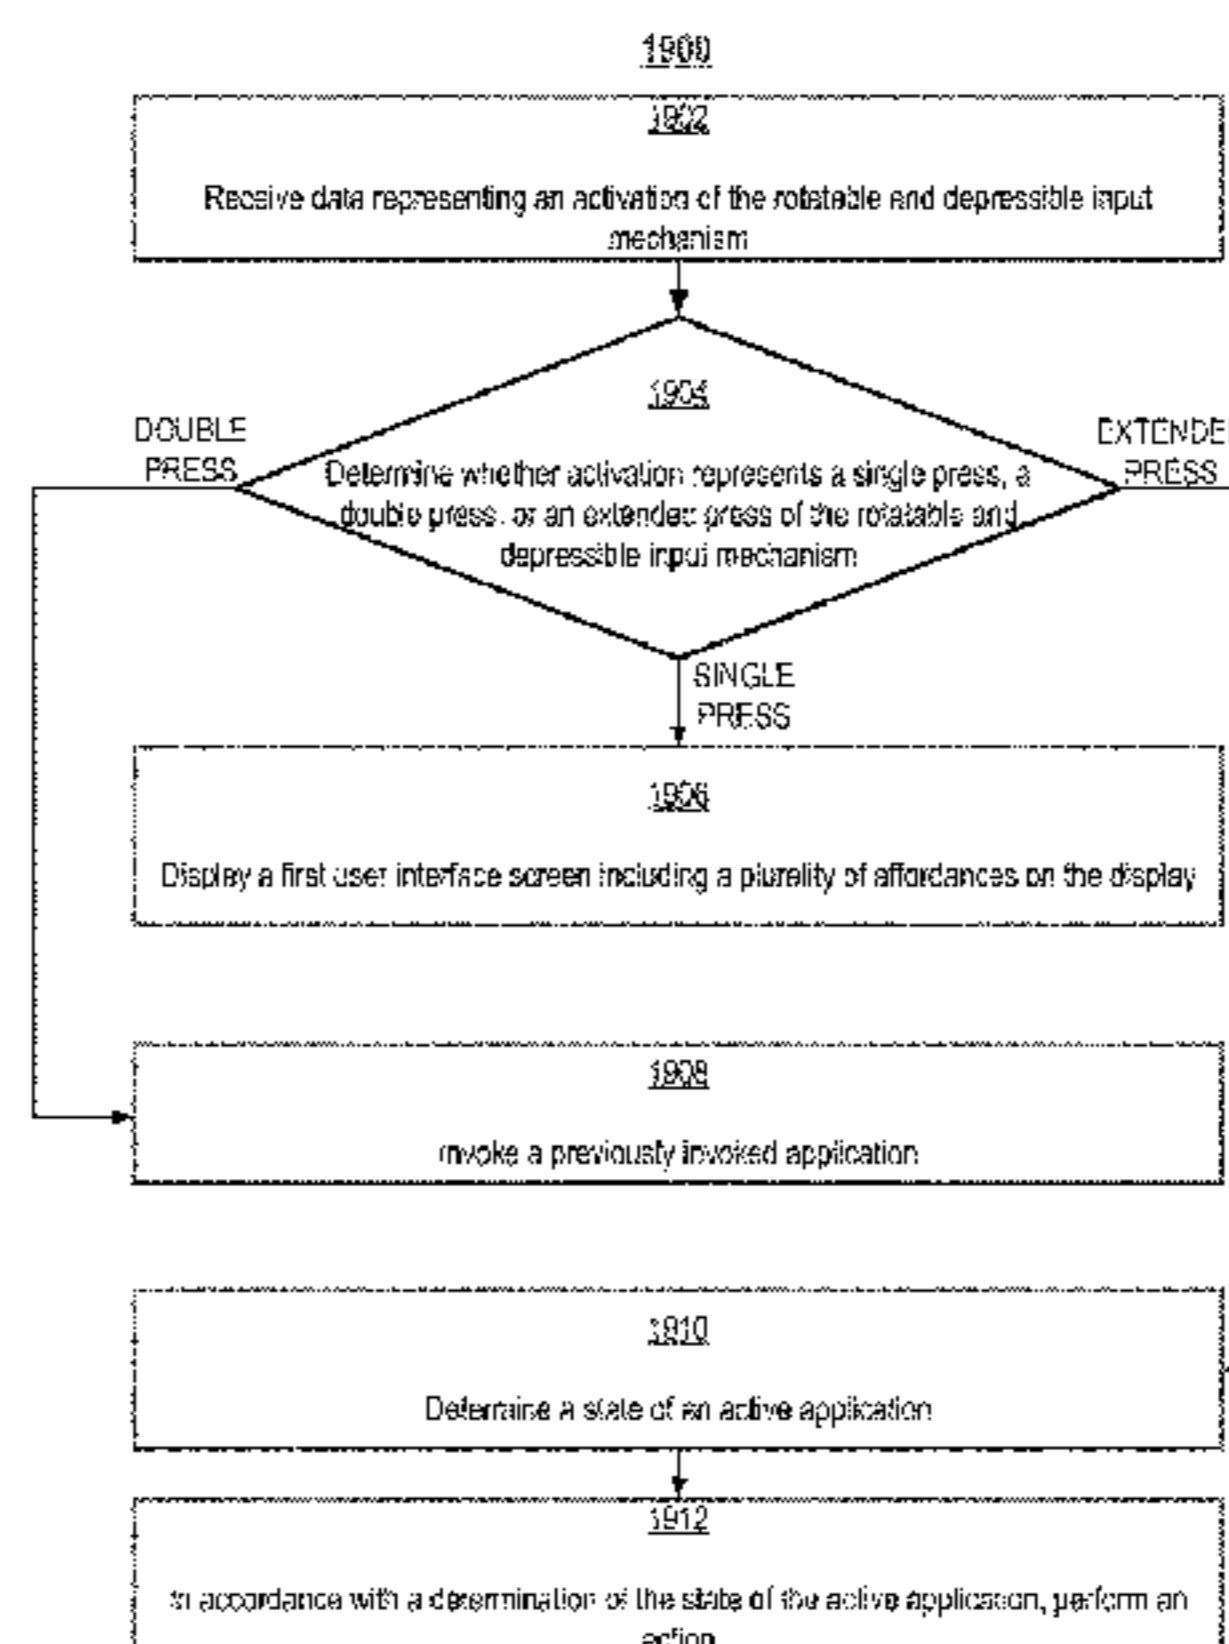 1900
1902
Receive data representing an activation of the rotatable and depressible input
mechanism
1904
DOUBLE
PRESS
EXTENDE
PRESS
Determine whether activation represents a single press, a
double press, or an extended press of the rotatable and
depressible input mechanism
SINGLE
PRESS
1906
Display a first user interface screen including a plurality of affordances on the display
1908
Invoke a previously invoked application
1910
Determine a state of an active application
1912
In accordance with a determination of the state of the active application, perform an
action